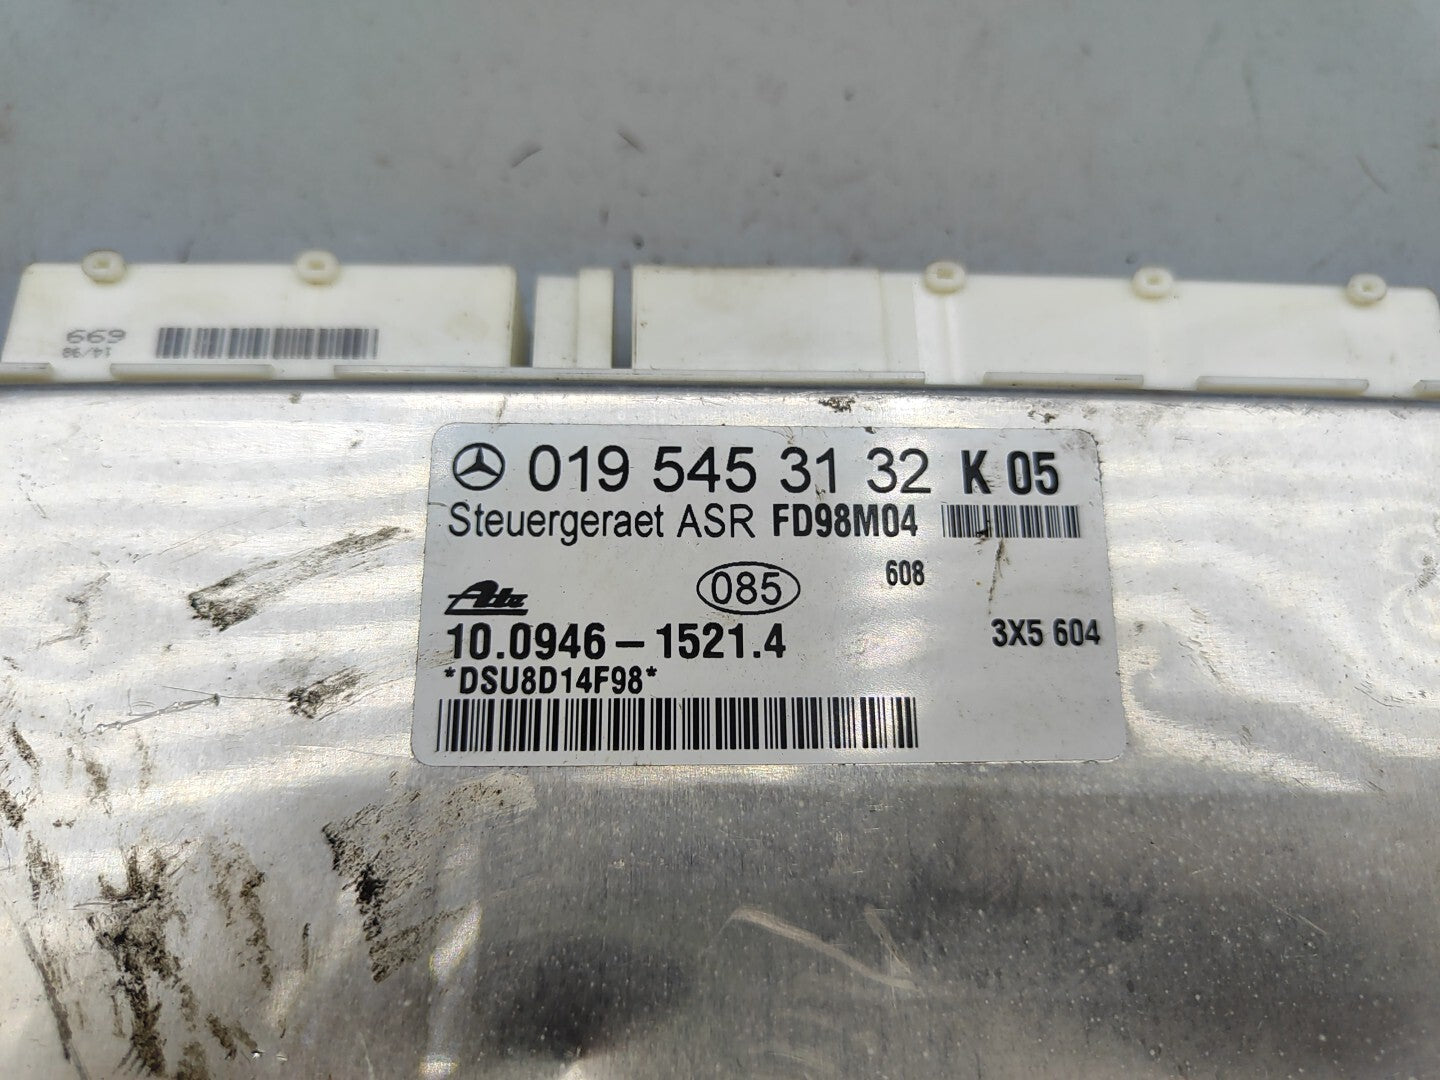 669
14/98
019 545 31 32 K 05
Steuergeraet ASR FD98M04
Ate 085 608
10.0946-1521.4 3X5 604
*DSU8D14F98*